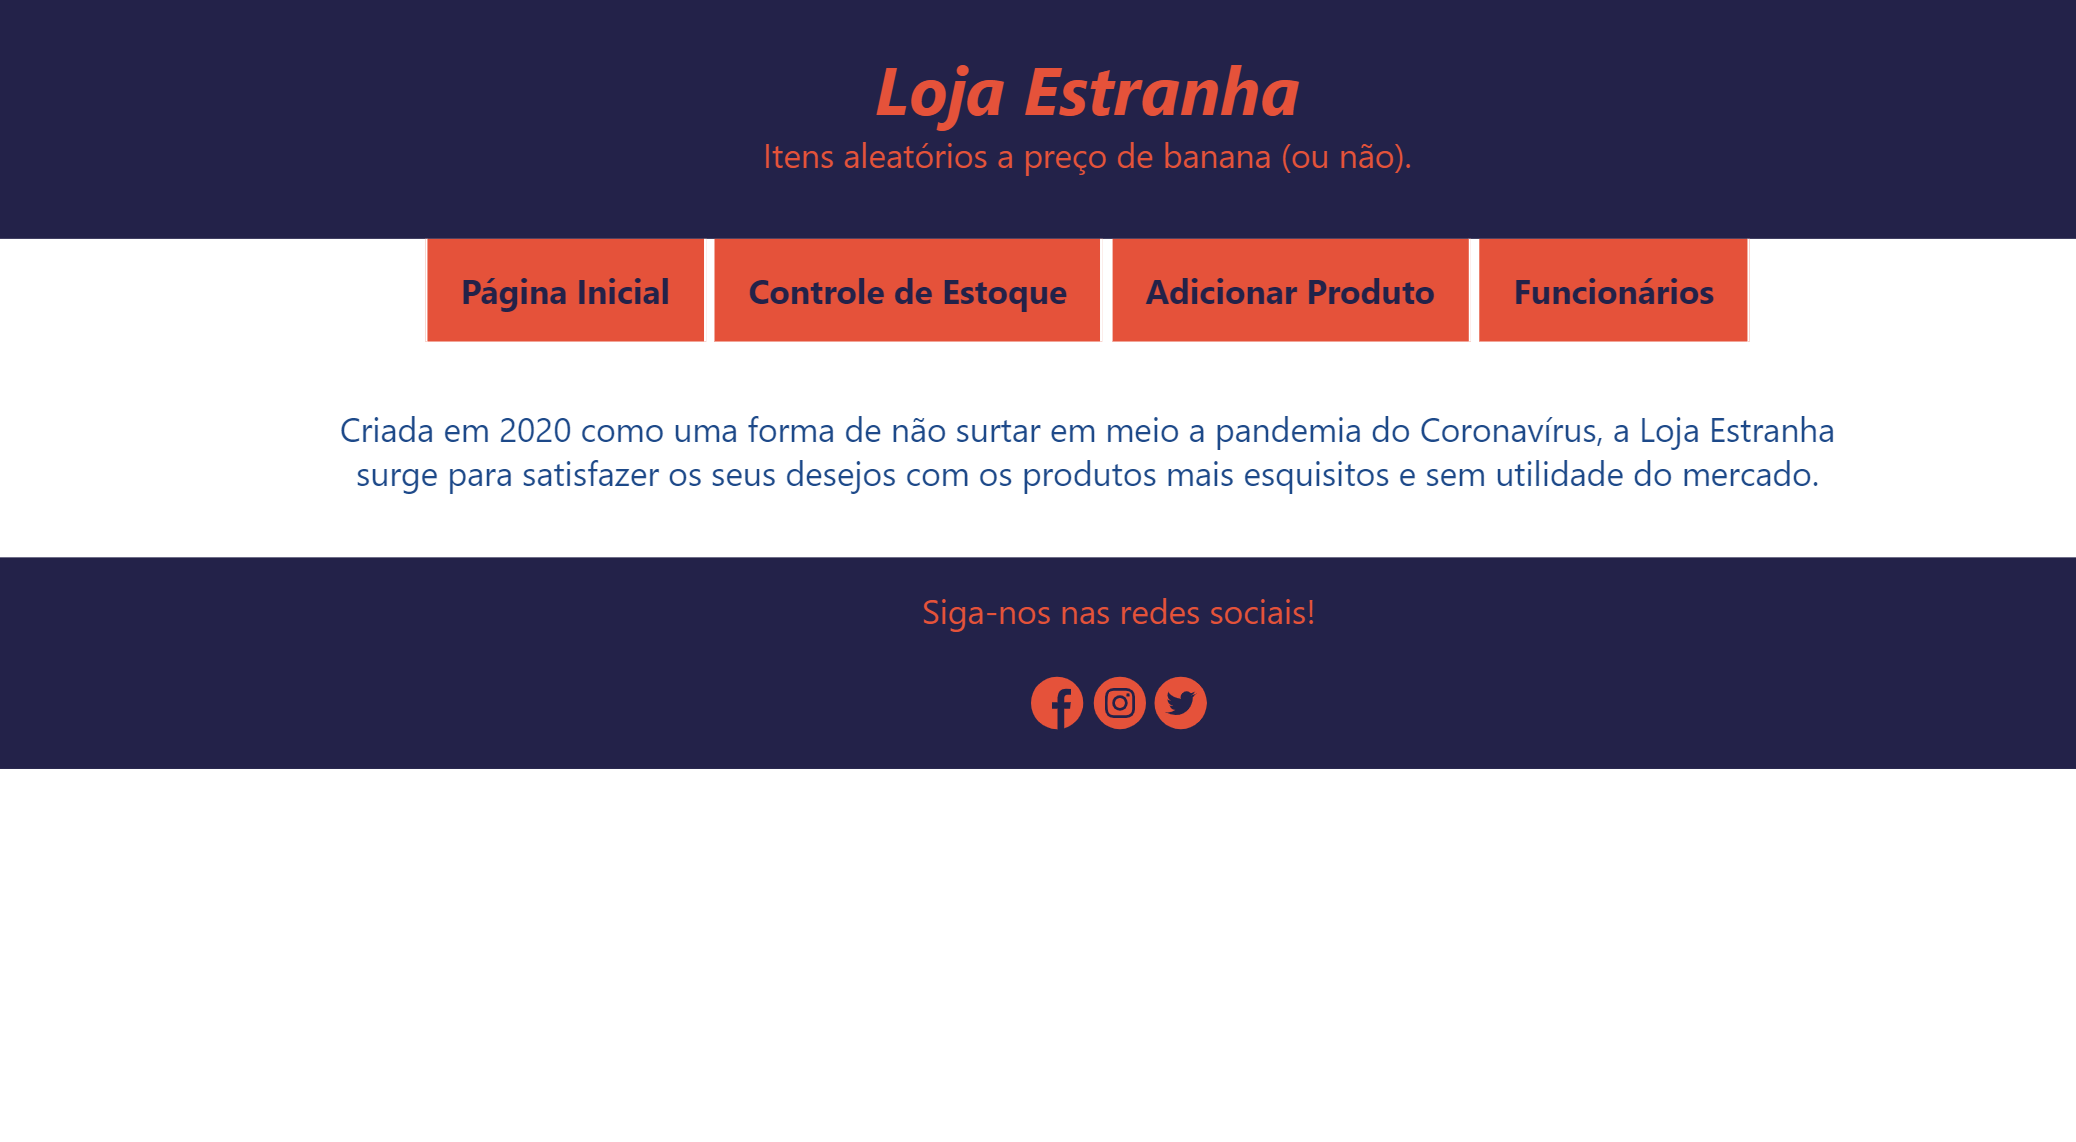 Loja Estranha
Itens aleatórios a preço de banana (ou não).
Página Inicial
Controle de Estoque
Adicionar Produto
Funcionários
Criada em 2020 como uma forma de não surtar em meio a pandemia do Coronavírus, a Loja Estranha
surge para satisfazer os seus desejos com os produtos mais esquisitos e sem utilidade do mercado.
Siga-nos nas redes sociais!